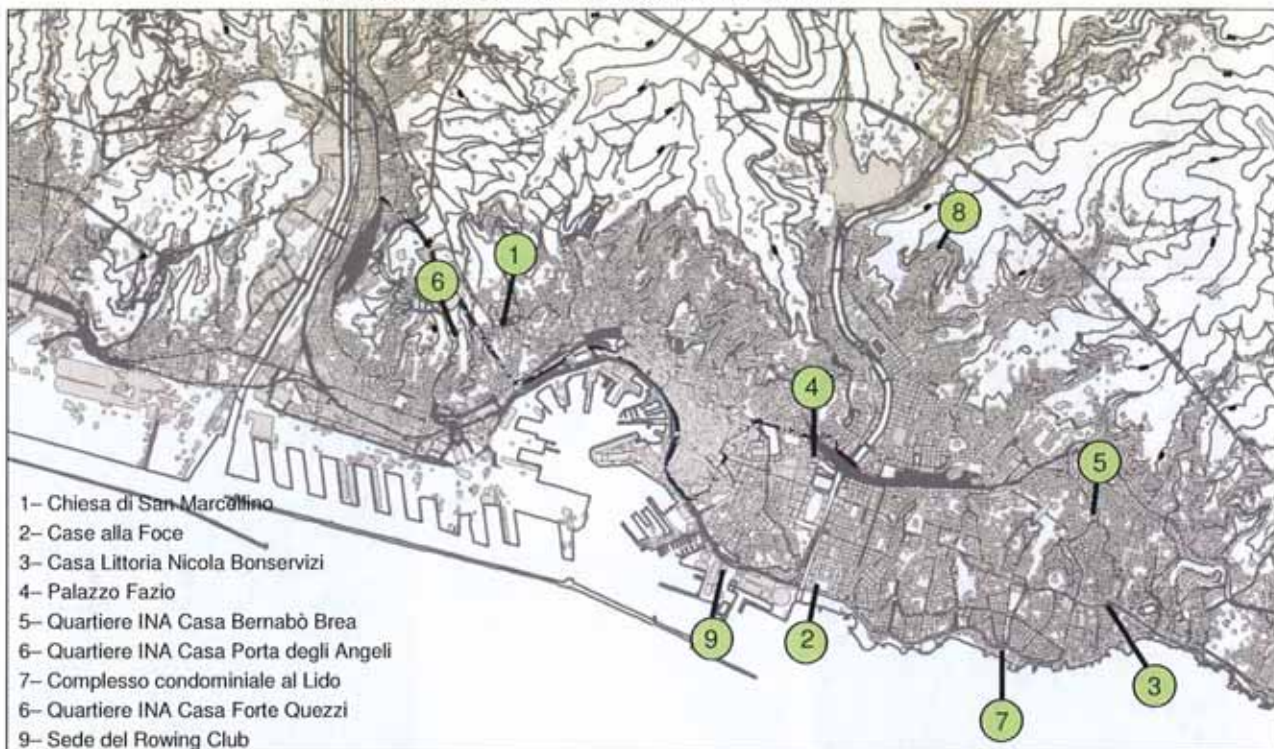 8
1
6
4
5
1– Chiesa di San Marcellino
2– Case alla Foce
3– Casa Littoria Nicola Bonservizi
4– Palazzo Fazio
5– Quartiere INA Casa Bernabò Brea
6– Quartiere INA Casa Porta degli Angeli
7– Complesso condominiale al Lido
6– Quartiere INA Casa Forte Quezzi
9– Sede del Rowing Club
9
2
3
7